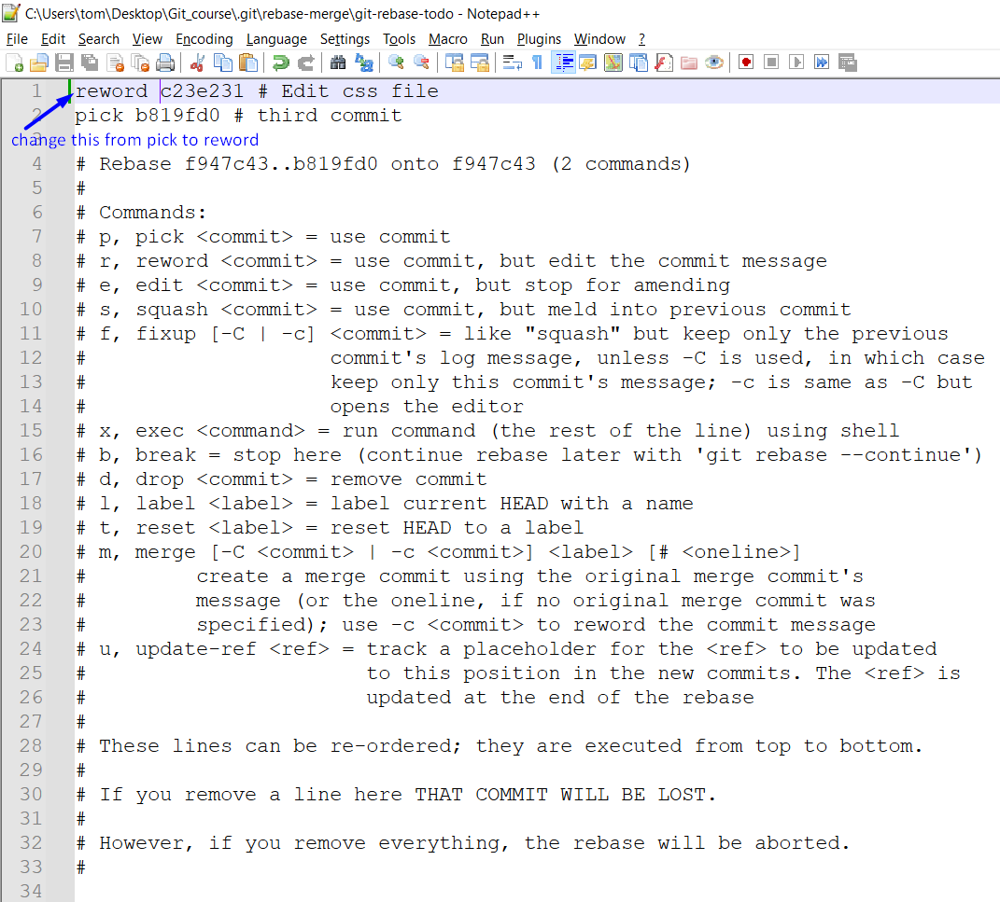 C:\Users\tom\Desktop\Git_course\.git\rebase-merge\git-rebase-todo - Notepad++
File Edit Search View Encoding Language Settings Tools Macro Run Plugins Window ?
1 reword c23e231 # Edit css file
2 pick b819fd0 # third commit
3
change this from pick to reword
4 # Rebase f947c43..b819fd0 onto f947c43 (2 commands)
5 #
6 # Commands:
7 # p, pick <commit> = use commit
8 # r, reword <commit> = use commit, but edit the commit message
9 # e, edit <commit> = use commit, but stop for amending
10 # s, squash <commit> = use commit, but meld into previous commit
11 # f, fixup [-C | -c] <commit> = like "squash" but keep only the previous
12 #                    commit's log message, unless -C is used, in which case
13 #                    keep only this commit's message; -c is same as -C but
14 #                    opens the editor
15 # x, exec <command> = run command (the rest of the line) using shell
16 # b, break = stop here (continue rebase later with 'git rebase --continue')
17 # d, drop <commit> = remove commit
18 # l, label <label> = label current HEAD with a name
19 # t, reset <label> = reset HEAD to a label
20 # m, merge [-C <commit> | -c <commit>] <label> [# <oneline>]
21 #         create a merge commit using the original merge commit's
22 #         message (or the oneline, if no original merge commit was
23 #         specified); use -c <commit> to reword the commit message
24 # u, update-ref <ref> = track a placeholder for the <ref> to be updated
25 #                       to this position in the new commits. The <ref> is
26 #                       updated at the end of the rebase
27 #
28 # These lines can be re-ordered; they are executed from top to bottom.
29 #
30 # If you remove a line here THAT COMMIT WILL BE LOST.
31 #
32 # However, if you remove everything, the rebase will be aborted.
33 #
34